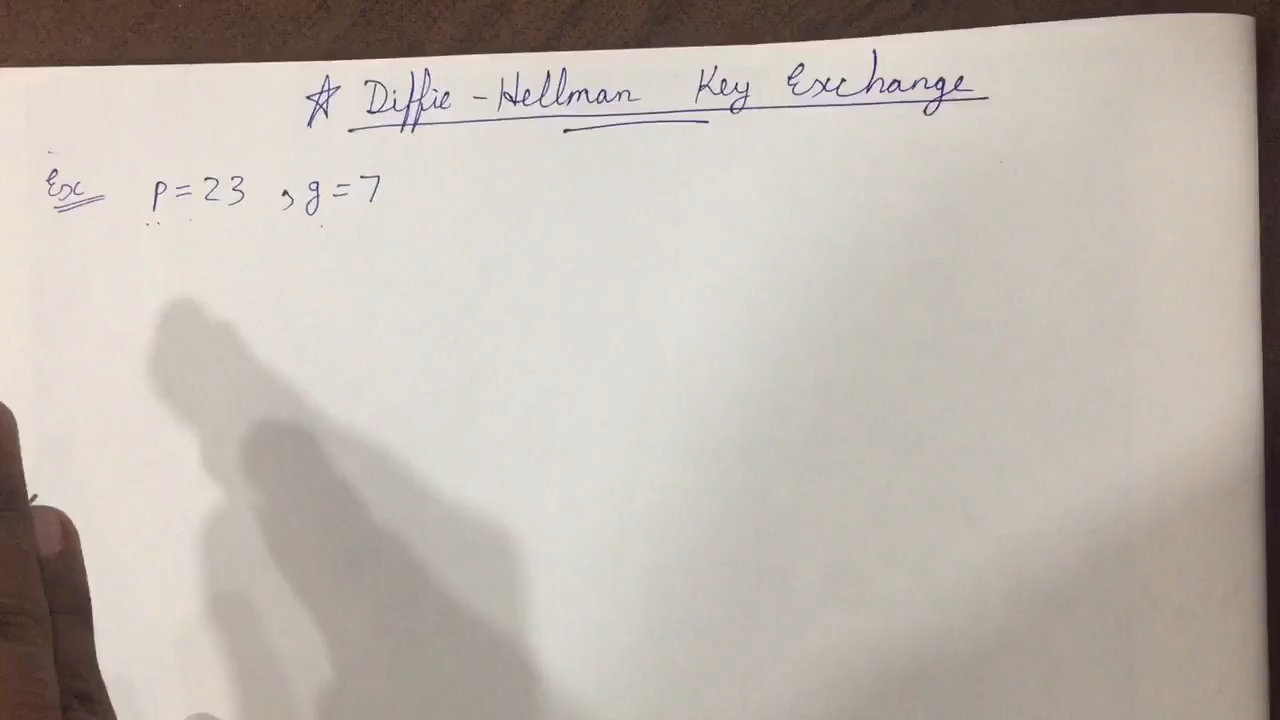 ☆ Diffie - Hellman Key Exchange
Ex p = 23 , g = 7